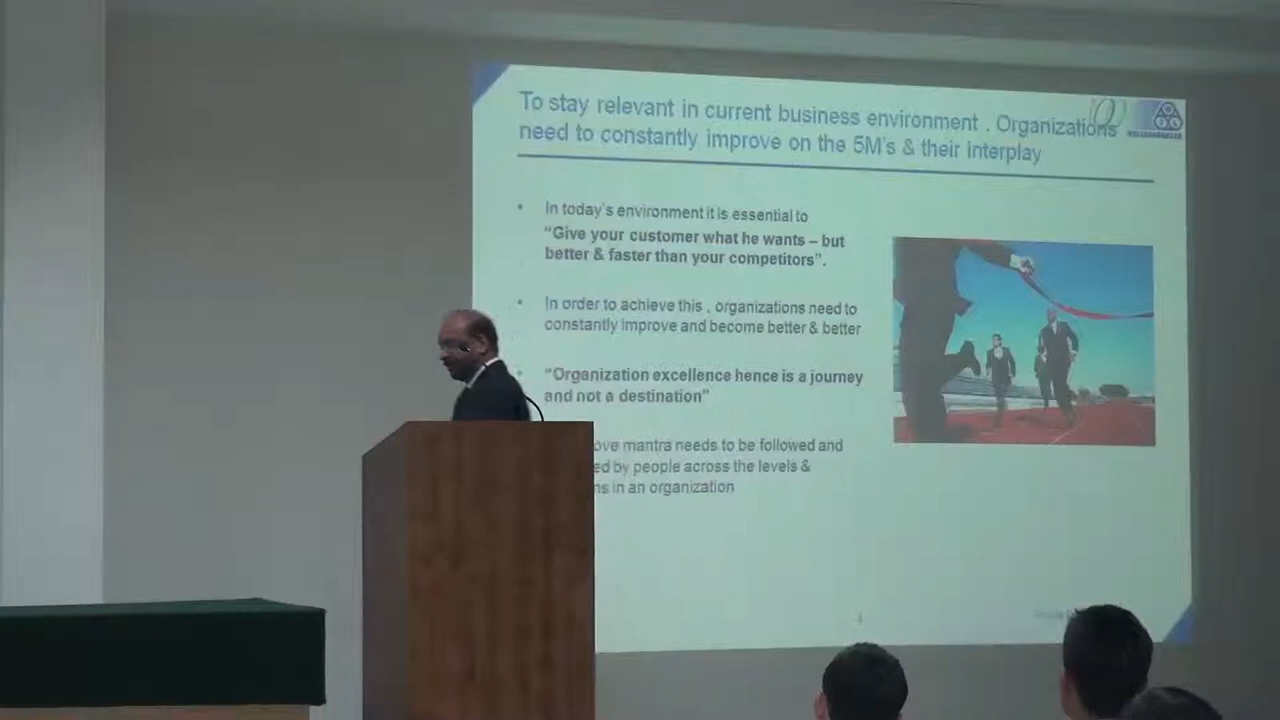 To stay relevant in current business environment . Organizations
need to constantly improve on the 5M's & their interplay
• In today's environment it is essential to
"Give your customer what he wants – but
better & faster than your competitors".
• In order to achieve this , organizations need to
constantly improve and become better & better
• "Organization excellence hence is a journey
and not a destination"
ove mantra needs to be followed and
ed by people across the levels &
ns in an organization